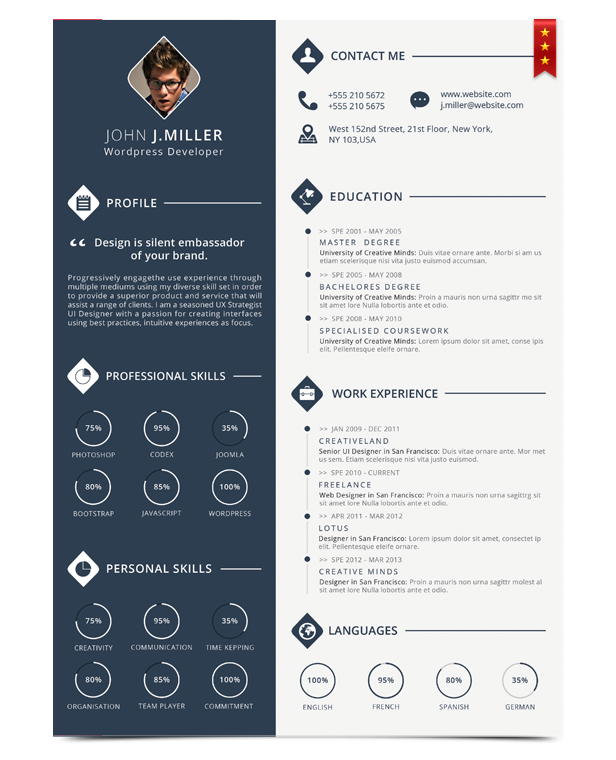 JOHN J.MILLER
Wordpress Developer
PROFILE
“ Design is silent embassador
of your brand.
Progressively engagethe use experience through
multiple mediums using my diverse skill set in order
to provide a superior product and service that will
assist a range of clients. I am a seasoned UX Strategist
UI Designer with a passion for creating interfaces
using best practices, intuitive experiences as focus.
PROFESSIONAL SKILLS
75% 95% 35%
PHOTOSHOP CODEX JOOMLA
80% 85% 100%
BOOTSTRAP JAVASCRIPT WORDPRESS
PERSONAL SKILLS
75% 95% 35%
CREATIVITY COMMUNICATION TIME KEPPING
80% 85% 100%
ORGANISATION TEAM PLAYER COMMITMENT
CONTACT ME
+555 210 5672
+555 210 5675
www.website.com
j.miller@website.com
West 152nd Street, 21st Floor, New York,
NY 103,USA
EDUCATION
>> SPE 2001 - MAY 2005
MASTER DEGREE
University of Creative Minds: Duis vitae ornare ante. Morbi si am us
etiam scelerisque nisi vita justo euismod accumsan.
>> SPE 2005 - MAY 2008
BACHELORES DEGREE
University of Creative Minds: Proin a mauris non urna sagittr mo sit
sit amet lore Nulla lobortis ante et odio.
>> SPE 2008 - MAY 2010
SPECIALISED COURSEWORK
University of Creative Minds: Lorem ipsum dolor sit amet, conse ipis
elit. Pellentesque eleife ornare.
WORK EXPERIENCE
>> JAN 2009 - DEC 2011
CREATIVELAND
Senior UI Designer in San Francisco: Duis vitae ornare ante. Mor met
us sem. Etiam scelerisque nisi vita justo euismod.
>> SPE 2010 - CURRENT
FREELANCE
Web Designer in San Francisco: Proin a mauris non urna sagittrg sit
sit amet lore Nulla lobortis ante et odio.
>> APR 2011 - MAR 2012
LOTUS
Designer in San Francisco: Lorem ipsum dolor sit amet, consectet ip
elit. Pellentesque eleife ornare.
>> SPE 2012 - MAR 2013
CREATIVE MINDS
Designer in San Francisco: Proin a mauris non urna sagittr molest al
sit amet lore Nulla lobortis ante et odio.
LANGUAGES
100% 95% 80% 35%
ENGLISH FRENCH SPANISH GERMAN